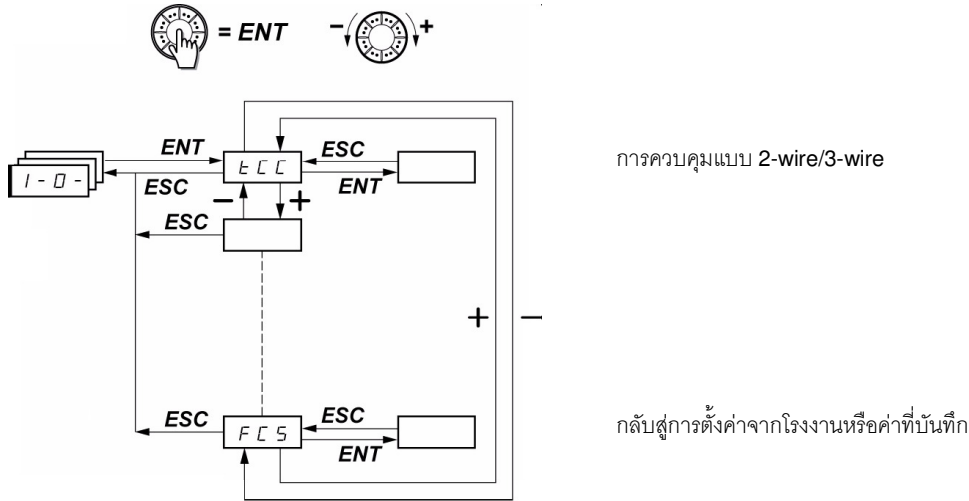 = ENT
- +
ENT
ESC
I - O -
ESC
tCC
ESC
ENT
การควบคุมแบบ 2-wire/3-wire
- +
ESC
+ -
ESC
FCS
ESC
ENT
กลับสู่การตั้งค่าจากโรงงานหรือค่าที่บันทึก